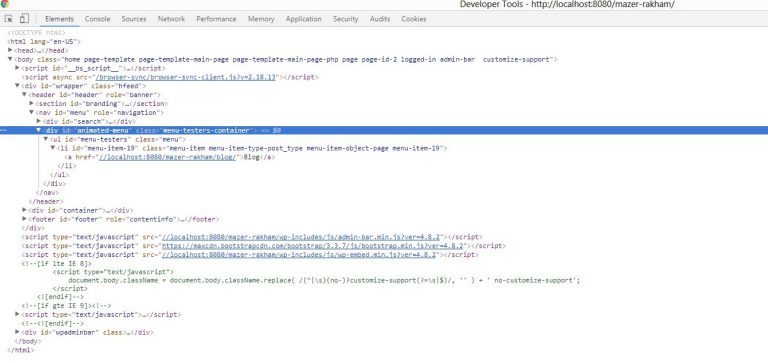 Developer Tools - http://localhost:8080/mazer-rakham/
Elements Console Sources Network Performance Memory Application Security Audits Cookies
<!DOCTYPE html>
<html lang="en-US">
<head>…</head>
<body class="home page-template page-template-main-page page-template-main-page-php page page-id-2 logged-in admin-bar  customize-support">
<script id="__bs_script__">…</script>
<script async src="/browser-sync/browser-sync-client.js?v=2.18.13"></script>
<div id="wrapper" class="hfeed">
<header id="header" role="banner">
<section id="branding">…</section>
<nav id="menu" role="navigation">
<div id="search">…</div>
… <div id="animated-menu" class="menu-testers-container"> == $0
<ul id="menu-testers" class="menu">
<li id="menu-item-19" class="menu-item menu-item-type-post_type menu-item-object-page menu-item-19">
<a href="//localhost:8080/mazer-rakham/blog/">Blog</a>
</li>
</ul>
</div>
</nav>
</header>
<div id="container">…</div>
<footer id="footer" role="contentinfo">…</footer>
</div>
<script type="text/javascript" src="//localhost:8080/mazer-rakham/wp-includes/js/admin-bar.min.js?ver=4.8.2"></script>
<script type="text/javascript" src="https://maxcdn.bootstrapcdn.com/bootstrap/3.3.7/js/bootstrap.min.js?ver=4.8.2"></script>
<script type="text/javascript" src="//localhost:8080/mazer-rakham/wp-includes/js/wp-embed.min.js?ver=4.8.2"></script>
<!--[if lte IE 8]>
<script type="text/javascript">
document.body.className = document.body.className.replace( /(^|\s)(no-)?customize-support(?=\s|$)/, '' ) + ' no-customize-support';
</script>
<![endif]-->
<!--[if gte IE 9]><!-->
<script type="text/javascript">…</script>
<!--<![endif]-->
<div id="wpadminbar" class>…</div>
</body>
</html>